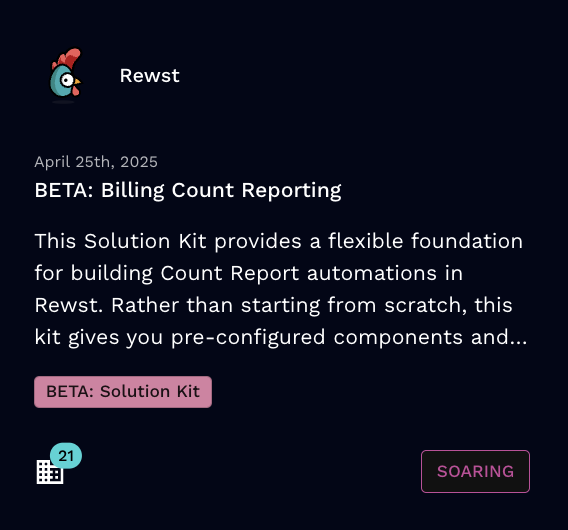 Rewst
April 25th, 2025
BETA: Billing Count Reporting
This Solution Kit provides a flexible foundation
for building Count Report automations in
Rewst. Rather than starting from scratch, this
kit gives you pre-configured components and...
BETA: Solution Kit
21
SOARING